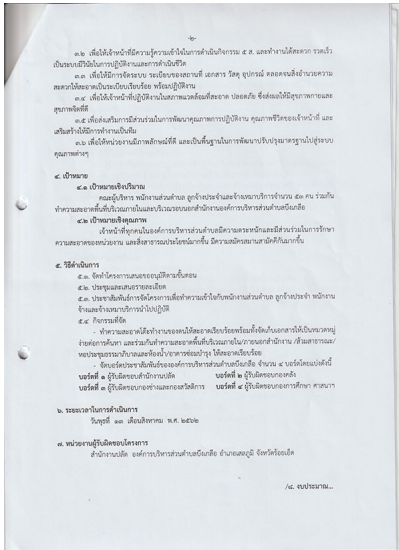 -๒-
๓.๒ เพื่อให้เจ้าหน้าที่มีความรู้ความเข้าใจในการดำเนินกิจกรรม ๕ ส. และทำงานได้สะดวก รวดเร็ว
เป็นระบบมีวินัยในการปฏิบัติงานและการดำเนินชีวิต
๓.๓ เพื่อให้มีการจัดระบบ ระเบียบของสถานที่ เอกสาร วัสดุ อุปกรณ์ ตลอดจนสิ่งอำนวยความ
สะดวกให้สะอาดเป็นระเบียบเรียบร้อย พร้อมปฏิบัติงาน
๓.๔ เพื่อให้เจ้าหน้าที่ปฏิบัติงานในสภาพแวดล้อมที่สะอาด ปลอดภัย ซึ่งส่งผลให้มีสุขภาพกายและ
สุขภาพจิตที่ดี
๓.๕ เพื่อส่งเสริมการมีส่วนร่วมในการพัฒนาคุณภาพการปฏิบัติงาน คุณภาพชีวิตของเจ้าหน้าที่ และ
เสริมสร้างให้มีการทำงานเป็นทีม
๓.๖ เพื่อให้หน่วยงานมีภาพลักษณ์ที่ดี และเป็นพื้นฐานในการพัฒนาปรับปรุงมาตรฐานไปสู่ระบบ
คุณภาพต่างๆ
๔. เป้าหมาย
๔.๑ เป้าหมายเชิงปริมาณ
คณะผู้บริหาร พนักงานส่วนตำบล ลูกจ้างประจำและจ้างเหมาบริการจำนวน ๕๓ คน ร่วมกัน
ทำความสะอาดพื้นที่บริเวณภายในและบริเวณรอบนอกสำนักงานองค์การบริหารส่วนตำบลบึงเกลือ
๔.๒ เป้าหมายเชิงคุณภาพ
เจ้าหน้าที่ทุกคนในองค์การบริหารส่วนตำบลมีความตระหนักและมีส่วนร่วมในการรักษา
ความสะอาดของหน่วยงาน และสิ่งสาธารณประโยชน์มากขึ้น มีความสมัครสมานสามัคคีกันมากขึ้น
๕. วิธีดำเนินการ
๕.๑. จัดทำโครงการเสนอขออนุมัติตามขั้นตอน
๕.๒. ประชุมและเสนอรายละเอียด
๕.๓. ประชาสัมพันธ์การจัดโครงการเพื่อทำความเข้าใจกับพนักงานส่วนตำบล ลูกจ้างประจำ พนักงาน
จ้างและจ้างเหมาบริการนำไปปฏิบัติ
๕.๔ กิจกรรมที่จัด
- ทำความสะอาดโต๊ะทำงานของตนให้สะอาดเรียบร้อยพร้อมทั้งจัดเก็บเอกสารให้เป็นหมวดหมู่
ง่ายต่อการค้นหา และร่วมกันทำความสะอาดพื้นที่บริเวณภายใน/ภายนอกสำนักงาน /ส้วมสาธารณะ/
หอประชุมธรรมาภิบาลและห้องน้ำ/อาคารซ่อมบำรุง ให้สะอาดเรียบร้อย
- จัดบอร์ดประชาสัมพันธ์ขององค์การบริหารส่วนตำบลบึงเกลือ จำนวน ๔ บอร์ดโดยแบ่งดังนี้
บอร์ดที่ ๑ ผู้รับผิดชอบสำนักงานปลัด บอร์ดที่ ๒ ผู้รับผิดชอบกองคลัง
บอร์ดที่ ๓ ผู้รับผิดชอบกองช่างและกองสวัสดิการ บอร์ดที่ ๔ ผู้รับผิดชอบกองการศึกษา ศาสนาฯ
๖. ระยะเวลาในการดำเนินการ
วันพุธที่ ๑๓ เดือนสิงหาคม พ.ศ. ๒๕๖๒
๗. หน่วยงานผู้รับผิดชอบโครงการ
สำนักงานปลัด องค์การบริหารส่วนตำบลบึงเกลือ อำเภอเสลภูมิ จังหวัดร้อยเอ็ด
/๘. งบประมาณ...